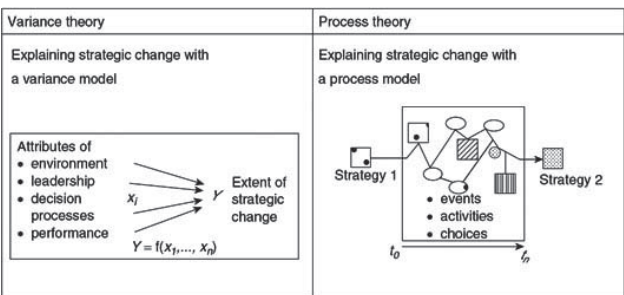 Variance theory
Explaining strategic change with
a variance model
Attributes of
• environment
• leadership
• decision
processes
• performance
xi
Y
Extent of
strategic
change
Y = f(x1,..., xn)
Process theory
Explaining strategic change with
a process model
Strategy 1
Strategy 2
• events
• activities
• choices
t0
tn